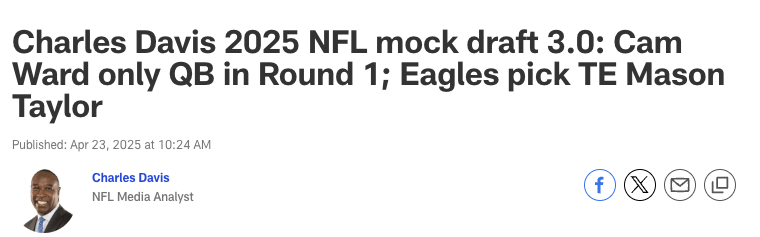 Charles Davis 2025 NFL mock draft 3.0: Cam
Ward only QB in Round 1; Eagles pick TE Mason
Taylor
Published: Apr 23, 2025 at 10:24 AM
Charles Davis
NFL Media Analyst